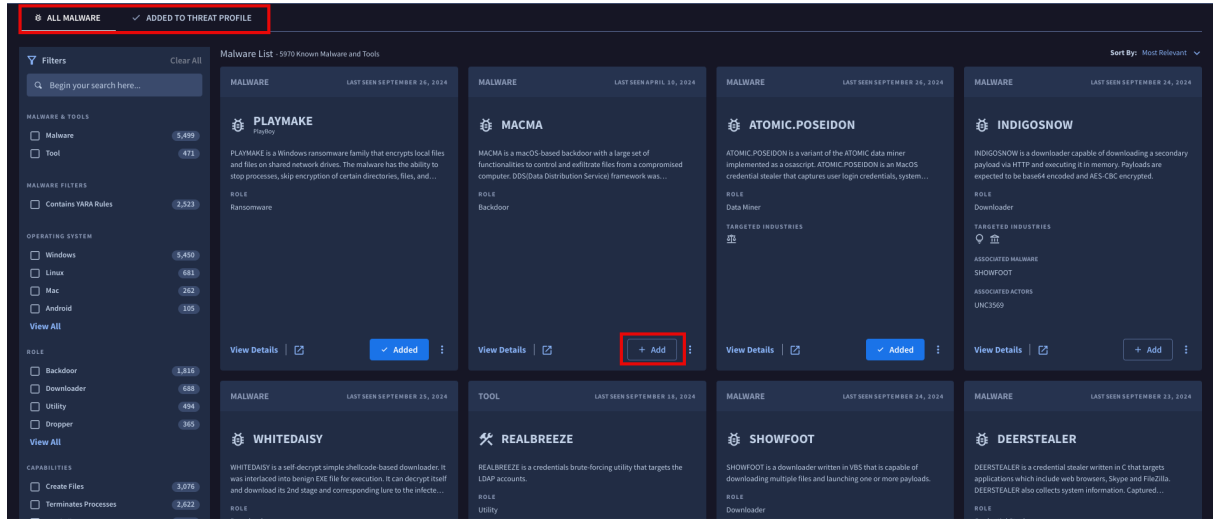 ALL MALWARE
ADDED TO THREAT PROFILE
Filters
Clear All
Begin your search here...
MALWARE & TOOLS
Malware 5,499
Tool 471
MALWARE FILTERS
Contains YARA Rules 2,523
OPERATING SYSTEM
Windows 5,450
Linux 681
Mac 262
Android 105
View All
ROLE
Backdoor 1,816
Downloader 688
Utility 494
Dropper 365
View All
CAPABILITIES
Create Files 3,076
Terminates Processes 2,622
Malware List - 5970 Known Malware and Tools
Sort By: Most Relevant
MALWARE LAST SEEN SEPTEMBER 26, 2024
PLAYMAKE
PlayBoy
PLAYMAKE is a Windows ransomware family that encrypts local files
and files on shared network drives. The malware has the ability to
stop processes, skip encryption of certain directories, files, and...
ROLE
Ransomware
View Details
Added
MALWARE LAST SEEN APRIL 19, 2024
MACMA
MACMA is a macOS-based backdoor with a large set of
functionalities to control and exfiltrate files from a compromised
computer. DDS(Data Distribution Service) framework was...
ROLE
Backdoor
View Details
+ Add
MALWARE LAST SEEN SEPTEMBER 26, 2024
ATOMIC.POSEIDON
ATOMIC.POSEIDON is a variant of the ATOMIC data miner
implemented as a osascript. ATOMIC.POSEIDON is an MacOS
credential stealer that captures user login credentials, system...
ROLE
Data Miner
TARGETED INDUSTRIES
View Details
Added
MALWARE LAST SEEN SEPTEMBER 24, 2024
INDIGOSNOW
INDIGOSNOW is a downloader capable of downloading a secondary
payload via HTTP and executing it in memory. Payloads are
expected to be base64 encoded and AES-CBC encrypted.
ROLE
Downloader
TARGETED INDUSTRIES
ASSOCIATED MALWARE
SHOWFOOT
ASSOCIATED ACTORS
UNC3569
View Details
+ Add
MALWARE LAST SEEN SEPTEMBER 25, 2024
WHITEDAISY
WHITEDAISY is a self-decrypt simple shellcode-based downloader. It
was interlaced into benign EXE file for execution. It can decrypt itself
and download its 2nd stage and corresponding lure to the infecte...
ROLE
TOOL LAST SEEN SEPTEMBER 18, 2024
REALBREEZE
REALBREEZE is a credentials brute-forcing utility that targets the
LDAP accounts.
ROLE
Utility
MALWARE LAST SEEN SEPTEMBER 24, 2024
SHOWFOOT
SHOWFOOT is a downloader written in VBS that is capable of
downloading multiple files and launching one or more payloads.
ROLE
Downloader
MALWARE LAST SEEN SEPTEMBER 23, 2024
DEERSTEALER
DEERSTEALER is a credential stealer written in C that targets
applications which include web browsers, Skype and FileZilla.
DEERSTEALER also collects system information. Captured...
ROLE